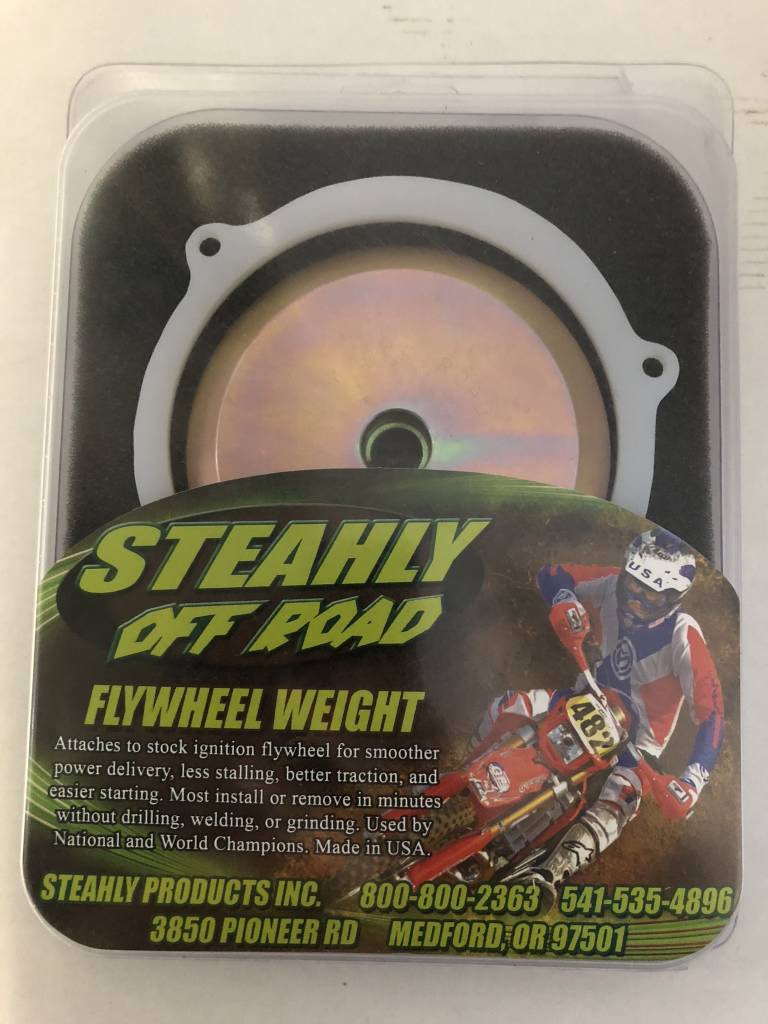 STEAHLY
OFF ROAD
FLYWHEEL WEIGHT
Attaches to stock ignition flywheel for smoother
power delivery, less stalling, better traction, and
easier starting. Most install or remove in minutes
without drilling, welding, or grinding. Used by
National and World Champions. Made in USA.
USA
482
STEAHLY PRODUCTS INC. 800-800-2363 541-535-4896
3850 PIONEER RD MEDFORD, OR 97501